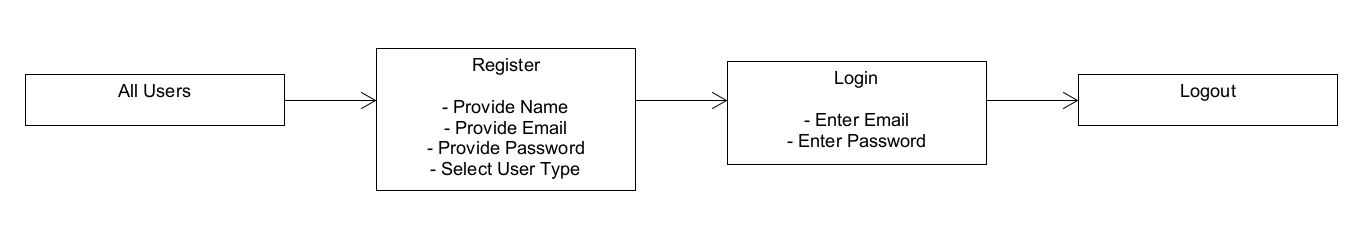 All Users
Register
- Provide Name
- Provide Email
- Provide Password
- Select User Type
Login
- Enter Email
- Enter Password
Logout